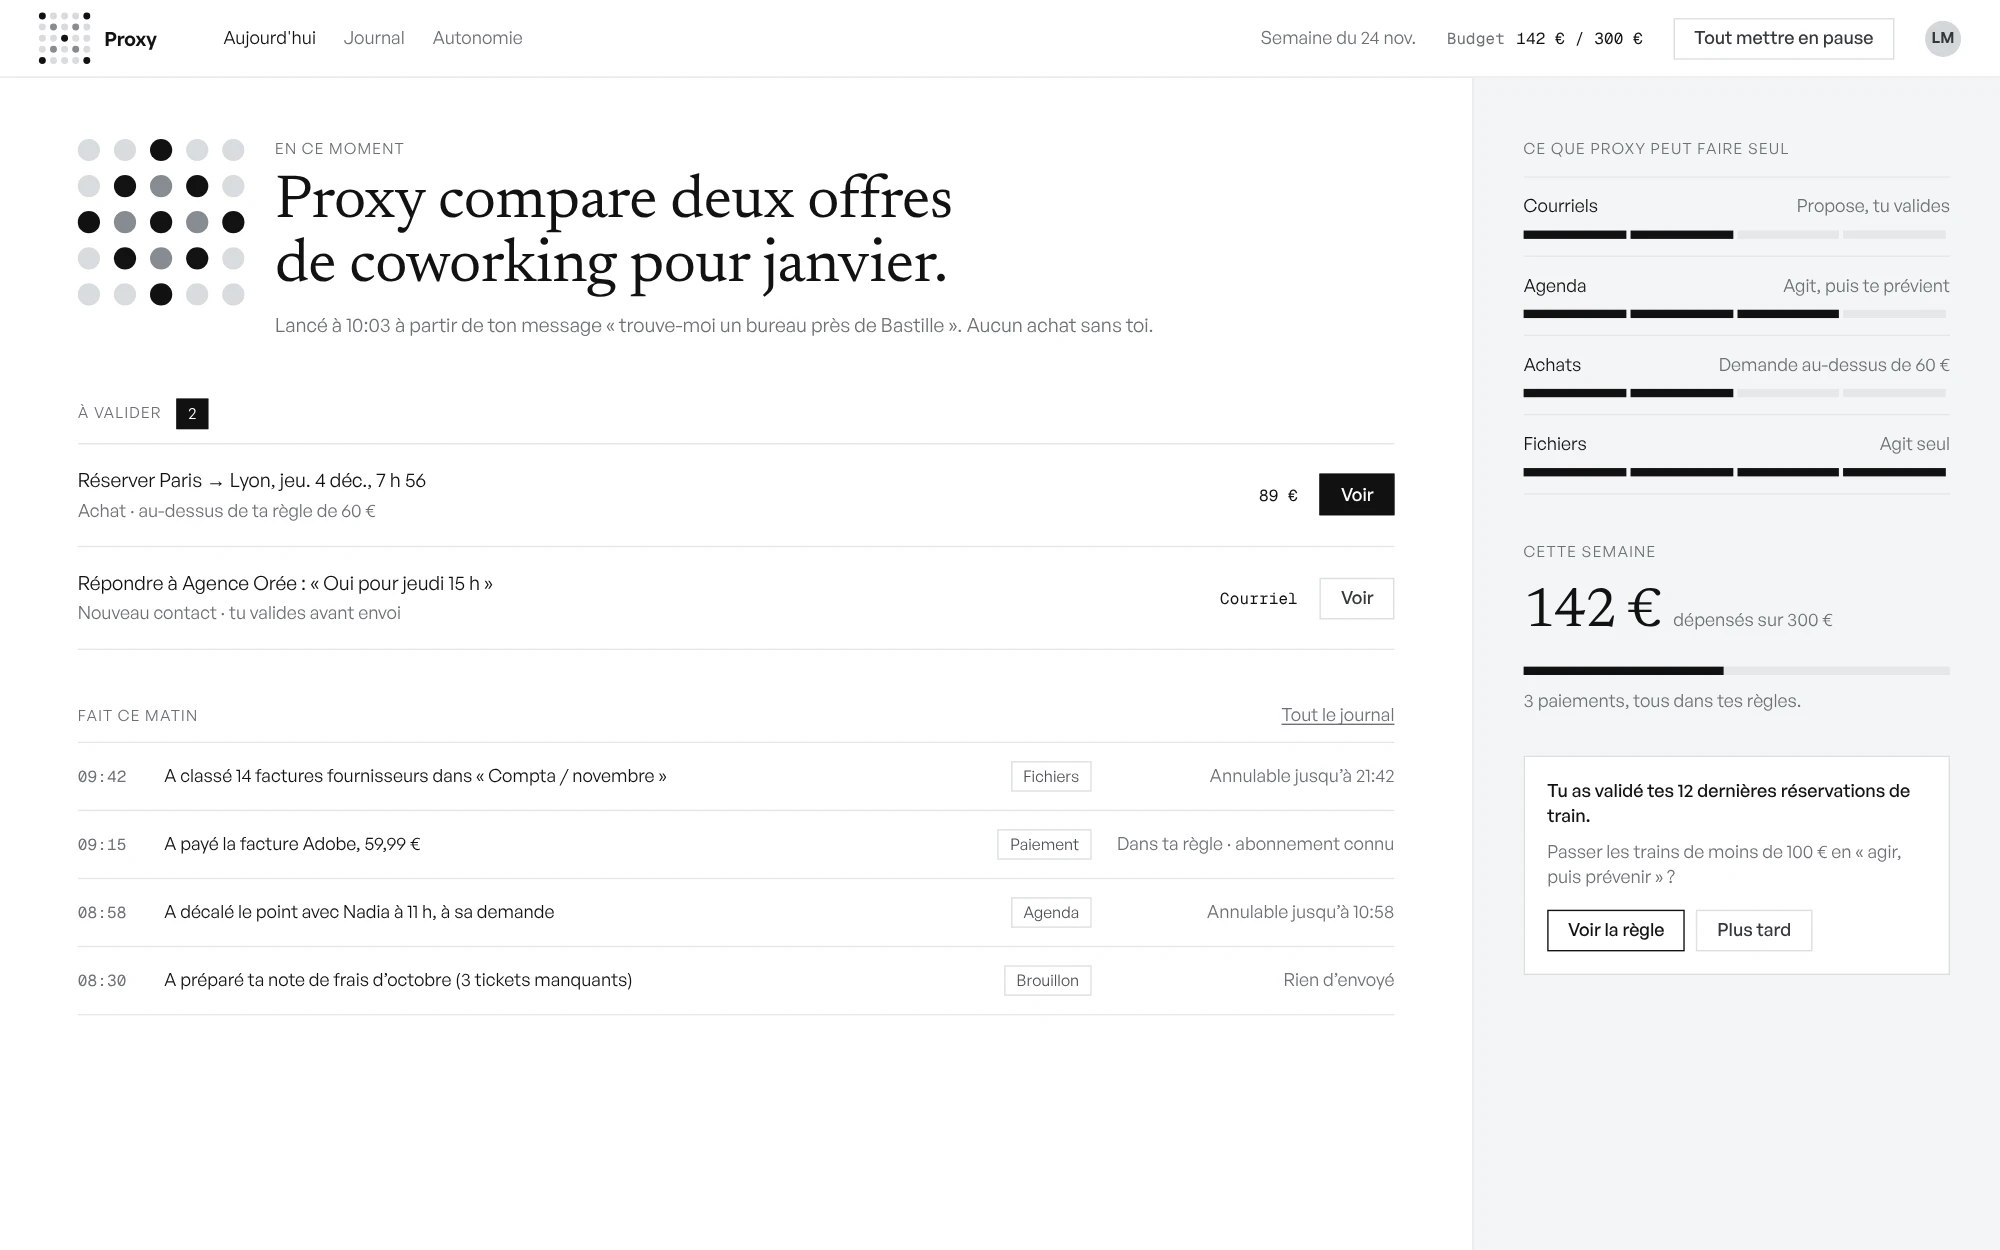 Proxy
Aujourd'hui
Journal
Autonomie
Semaine du 24 nov.
Budget 142 € / 300 €
Tout mettre en pause
LM
EN CE MOMENT
Proxy compare deux offres
de coworking pour janvier.
Lancé à 10:03 à partir de ton message « trouve-moi un bureau près de Bastille ». Aucun achat sans toi.
À VALIDER 2
Réserver Paris → Lyon, jeu. 4 déc., 7 h 56
Achat · au-dessus de ta règle de 60 €
89 €
Voir
Répondre à Agence Orée : « Oui pour jeudi 15 h »
Nouveau contact · tu valides avant envoi
Courriel
Voir
FAIT CE MATIN
Tout le journal
09:42 A classé 14 factures fournisseurs dans « Compta / novembre » Fichiers Annulable jusqu’à 21:42
09:15 A payé la facture Adobe, 59,99 € Paiement Dans ta règle · abonnement connu
08:58 A décalé le point avec Nadia à 11 h, à sa demande Agenda Annulable jusqu’à 10:58
08:30 A préparé ta note de frais d’octobre (3 tickets manquants) Brouillon Rien d’envoyé
CE QUE PROXY PEUT FAIRE SEUL
Courriels Propose, tu valides
Agenda Agit, puis te prévient
Achats Demande au-dessus de 60 €
Fichiers Agit seul
CETTE SEMAINE
142 € dépensés sur 300 €
3 paiements, tous dans tes règles.
Tu as validé tes 12 dernières réservations de
train.
Passer les trains de moins de 100 € en « agir,
puis prévenir » ?
Voir la règle
Plus tard